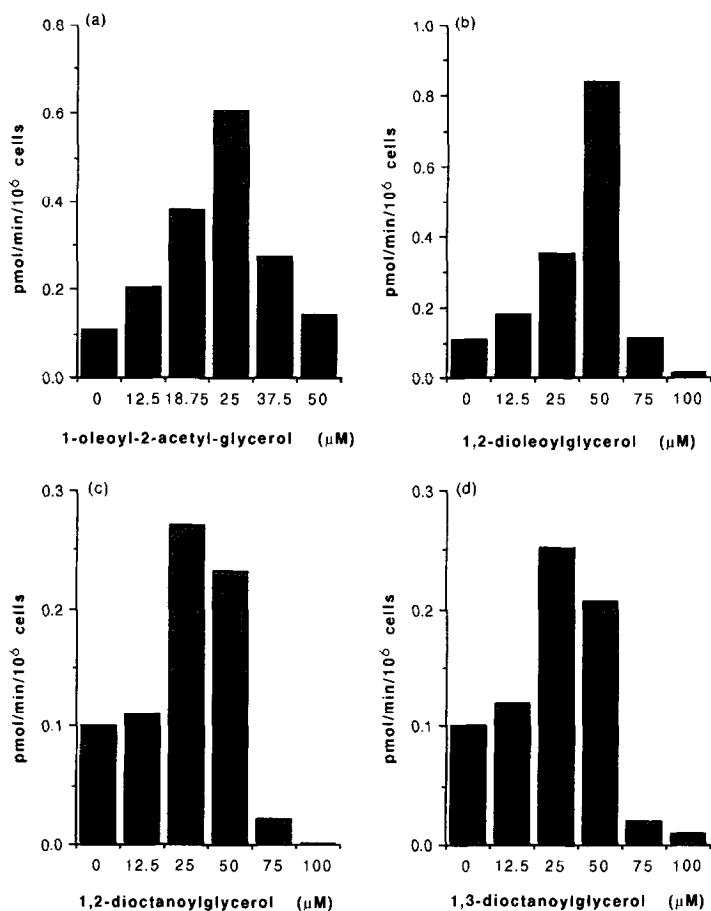 (a)
0.8
0.6
0.4
0.2
0.0
pmol/min/10⁶ cells
0 12.5 18.75 25 37.5 50
1-oleoyl-2-acetyl-glycerol (μM)
(b)
1.0
0.8
0.6
0.4
0.2
0.0
pmol/min/10⁶ cells
0 12.5 25 50 75 100
1,2-dioleoylglycerol (μM)
(c)
0.3
0.2
0.1
0.0
pmol/min/10⁶ cells
0 12.5 25 50 75 100
1,2-dioctanoylglycerol (μM)
(d)
0.3
0.2
0.1
0.0
pmol/min/10⁶ cells
0 12.5 25 50 75 100
1,3-dioctanoylglycerol (μM)